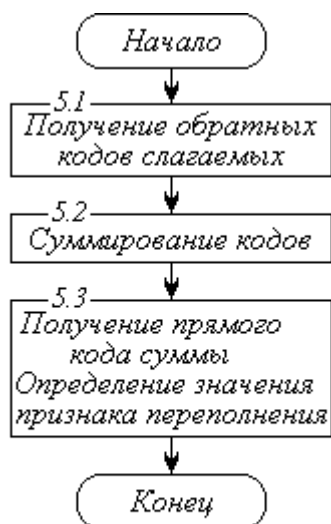 Начало
5.1
Получение обратных
кодов слагаемых
5.2
Суммирование кодов
5.3
Получение прямого
кода суммы
Определение значения
признака переполнения
Конец